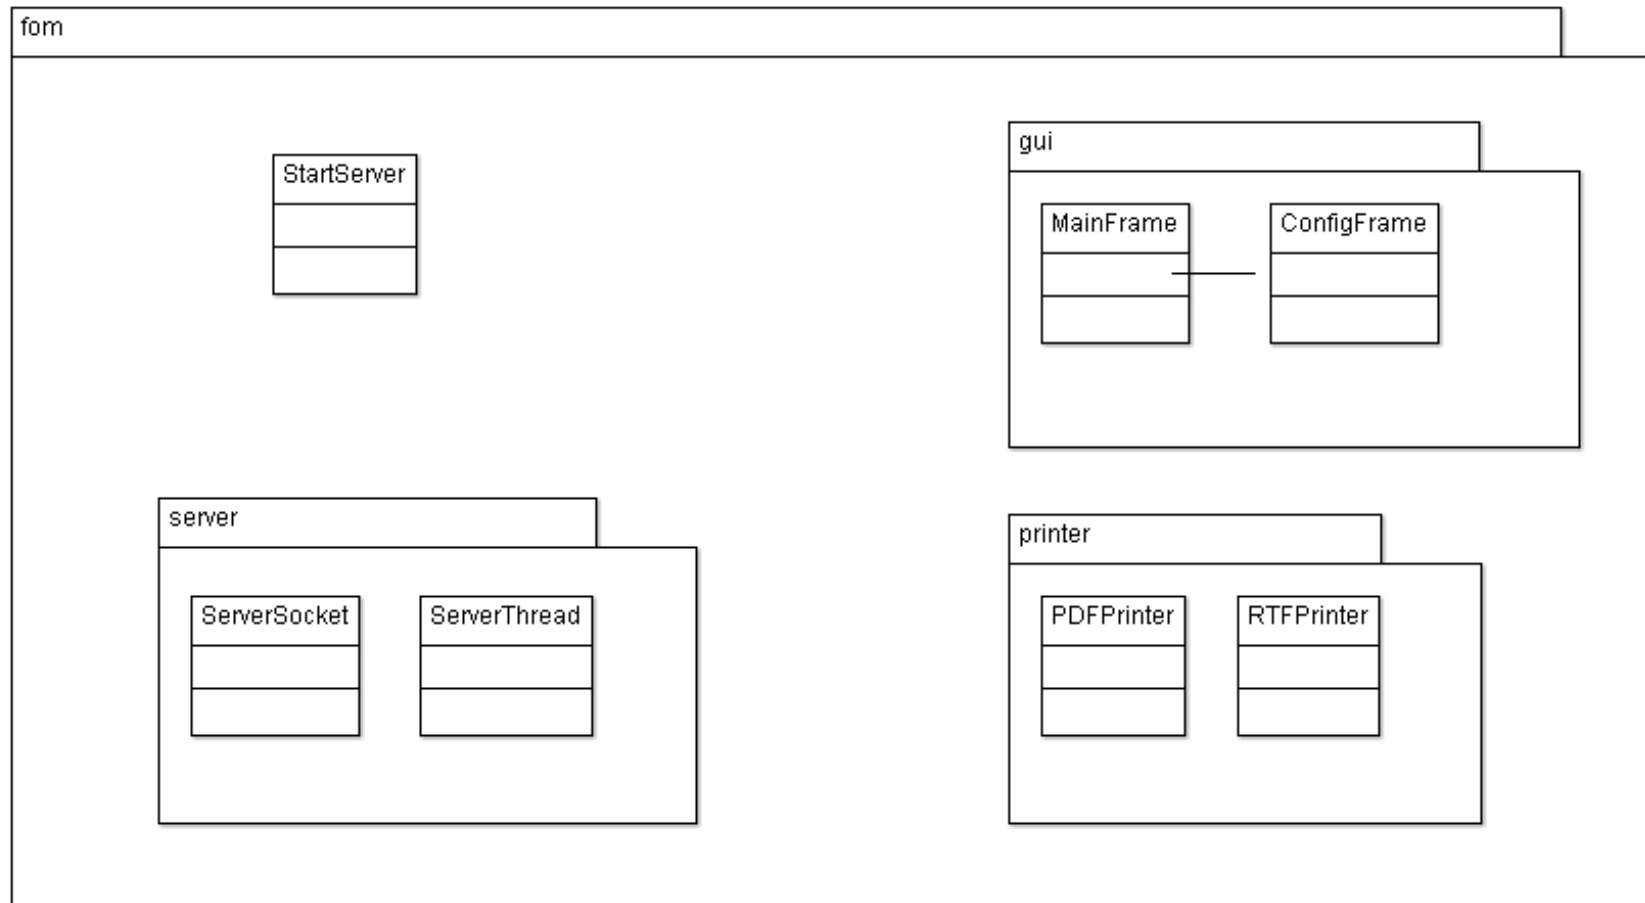 fom
gui
StartServer
MainFrame
ConfigFrame
server
printer
ServerSocket
ServerThread
PDFPrinter
RTFPrinter